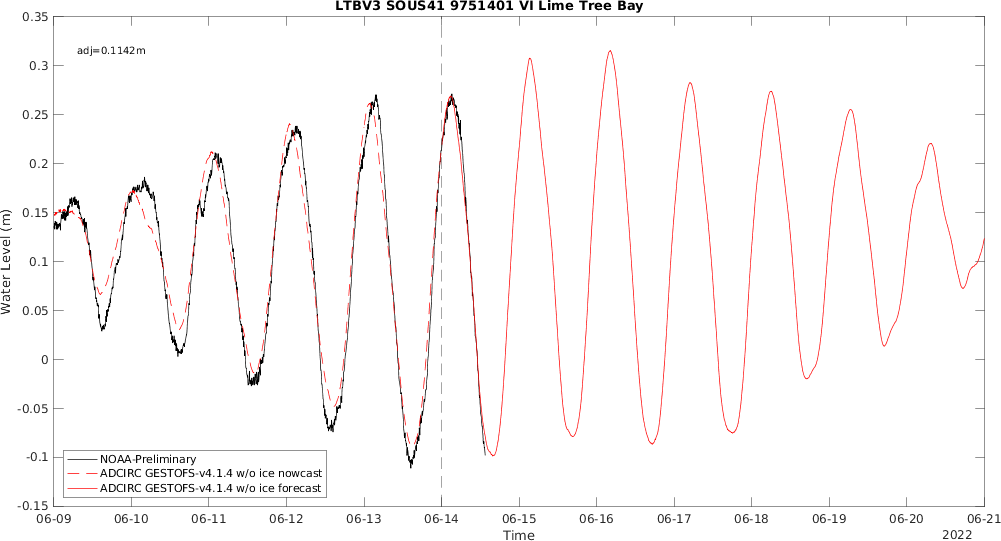 LTBV3 SOUS41 9751401 VI Lime Tree Bay
adj=0.1142m
0.35
0.3
0.25
0.2
0.15
0.1
0.05
0
-0.05
-0.1
-0.15
Water Level (m)
NOAA-Preliminary
ADCIRC GESTOFS-v4.1.4 w/o ice nowcast
ADCIRC GESTOFS-v4.1.4 w/o ice forecast
06-09 06-10 06-11 06-12 06-13 06-14 06-15 06-16 06-17 06-18 06-19 06-20 06-21
Time
2022